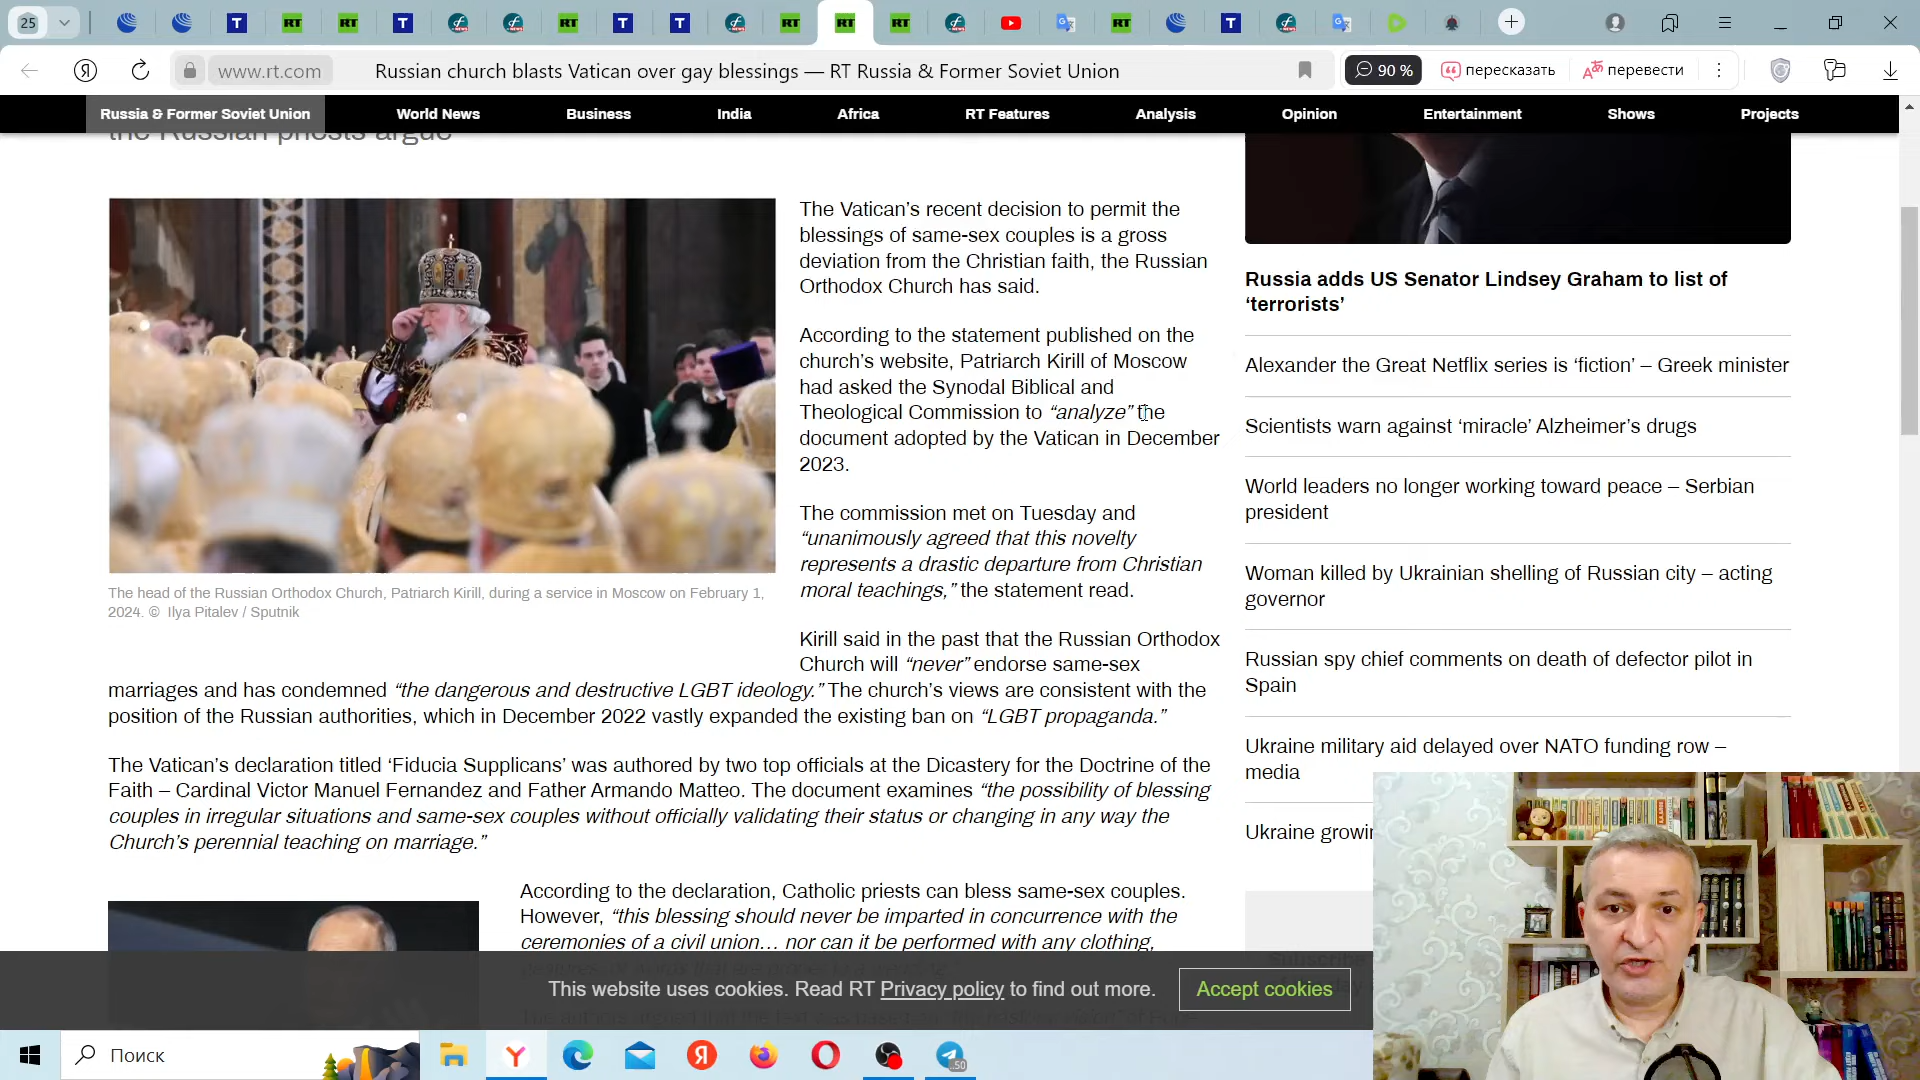 25
www.rt.com
Russian church blasts Vatican over gay blessings — RT Russia & Former Soviet Union
90 %
пересказать
перевести
Russia & Former Soviet Union
World News
Business
India
Africa
RT Features
Analysis
Opinion
Entertainment
Shows
Projects
the Russian priests argue
The Vatican’s recent decision to permit the
blessings of same-sex couples is a gross
deviation from the Christian faith, the Russian
Orthodox Church has said.
According to the statement published on the
church’s website, Patriarch Kirill of Moscow
had asked the Synodal Biblical and
Theological Commission to “analyze” the
document adopted by the Vatican in December
2023.
The commission met on Tuesday and
“unanimously agreed that this novelty
represents a drastic departure from Christian
moral teachings,” the statement read.
The head of the Russian Orthodox Church, Patriarch Kirill, during a service in Moscow on February 1,
2024. © Ilya Pitalev / Sputnik
Kirill said in the past that the Russian Orthodox
Church will “never” endorse same-sex
marriages and has condemned “the dangerous and destructive LGBT ideology.” The church’s views are consistent with the
position of the Russian authorities, which in December 2022 vastly expanded the existing ban on “LGBT propaganda.”
The Vatican’s declaration titled ‘Fiducia Supplicans’ was authored by two top officials at the Dicastery for the Doctrine of the
Faith – Cardinal Victor Manuel Fernandez and Father Armando Matteo. The document examines “the possibility of blessing
couples in irregular situations and same-sex couples without officially validating their status or changing in any way the
Church’s perennial teaching on marriage.”
According to the declaration, Catholic priests can bless same-sex couples.
However, “this blessing should never be imparted in concurrence with the
ceremonies of a civil union… nor can it be performed with any clothing,
Russia adds US Senator Lindsey Graham to list of
‘terrorists’
Alexander the Great Netflix series is ‘fiction’ – Greek minister
Scientists warn against ‘miracle’ Alzheimer’s drugs
World leaders no longer working toward peace – Serbian
president
Woman killed by Ukrainian shelling of Russian city – acting
governor
Russian spy chief comments on death of defector pilot in
Spain
Ukraine military aid delayed over NATO funding row –
media
Ukraine
This website uses cookies. Read RT Privacy policy to find out more.
Accept cookies
Поиск
50